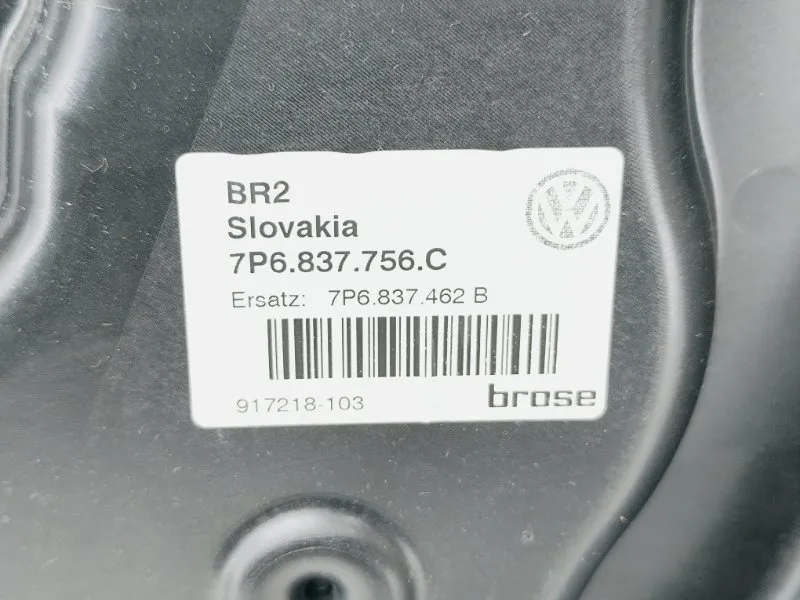 BR2
Slovakia
7P6.837.756.C
Ersatz: 7P6.837.462 B
917218-103
brose